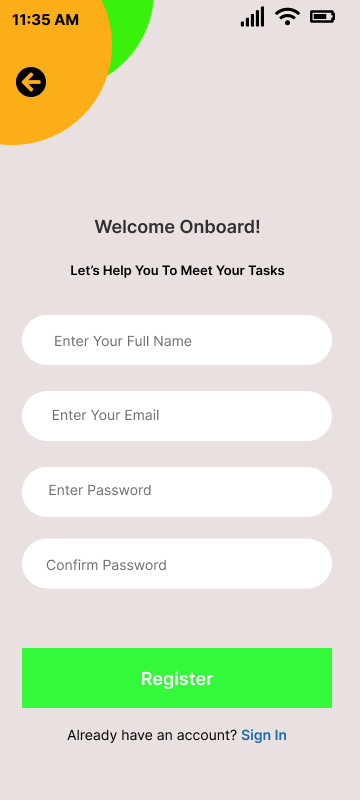 11:35 AM
Welcome Onboard!
Let's Help You To Meet Your Tasks
Enter Your Full Name
Enter Your Email
Enter Password
Confirm Password
Register
Already have an account? Sign In